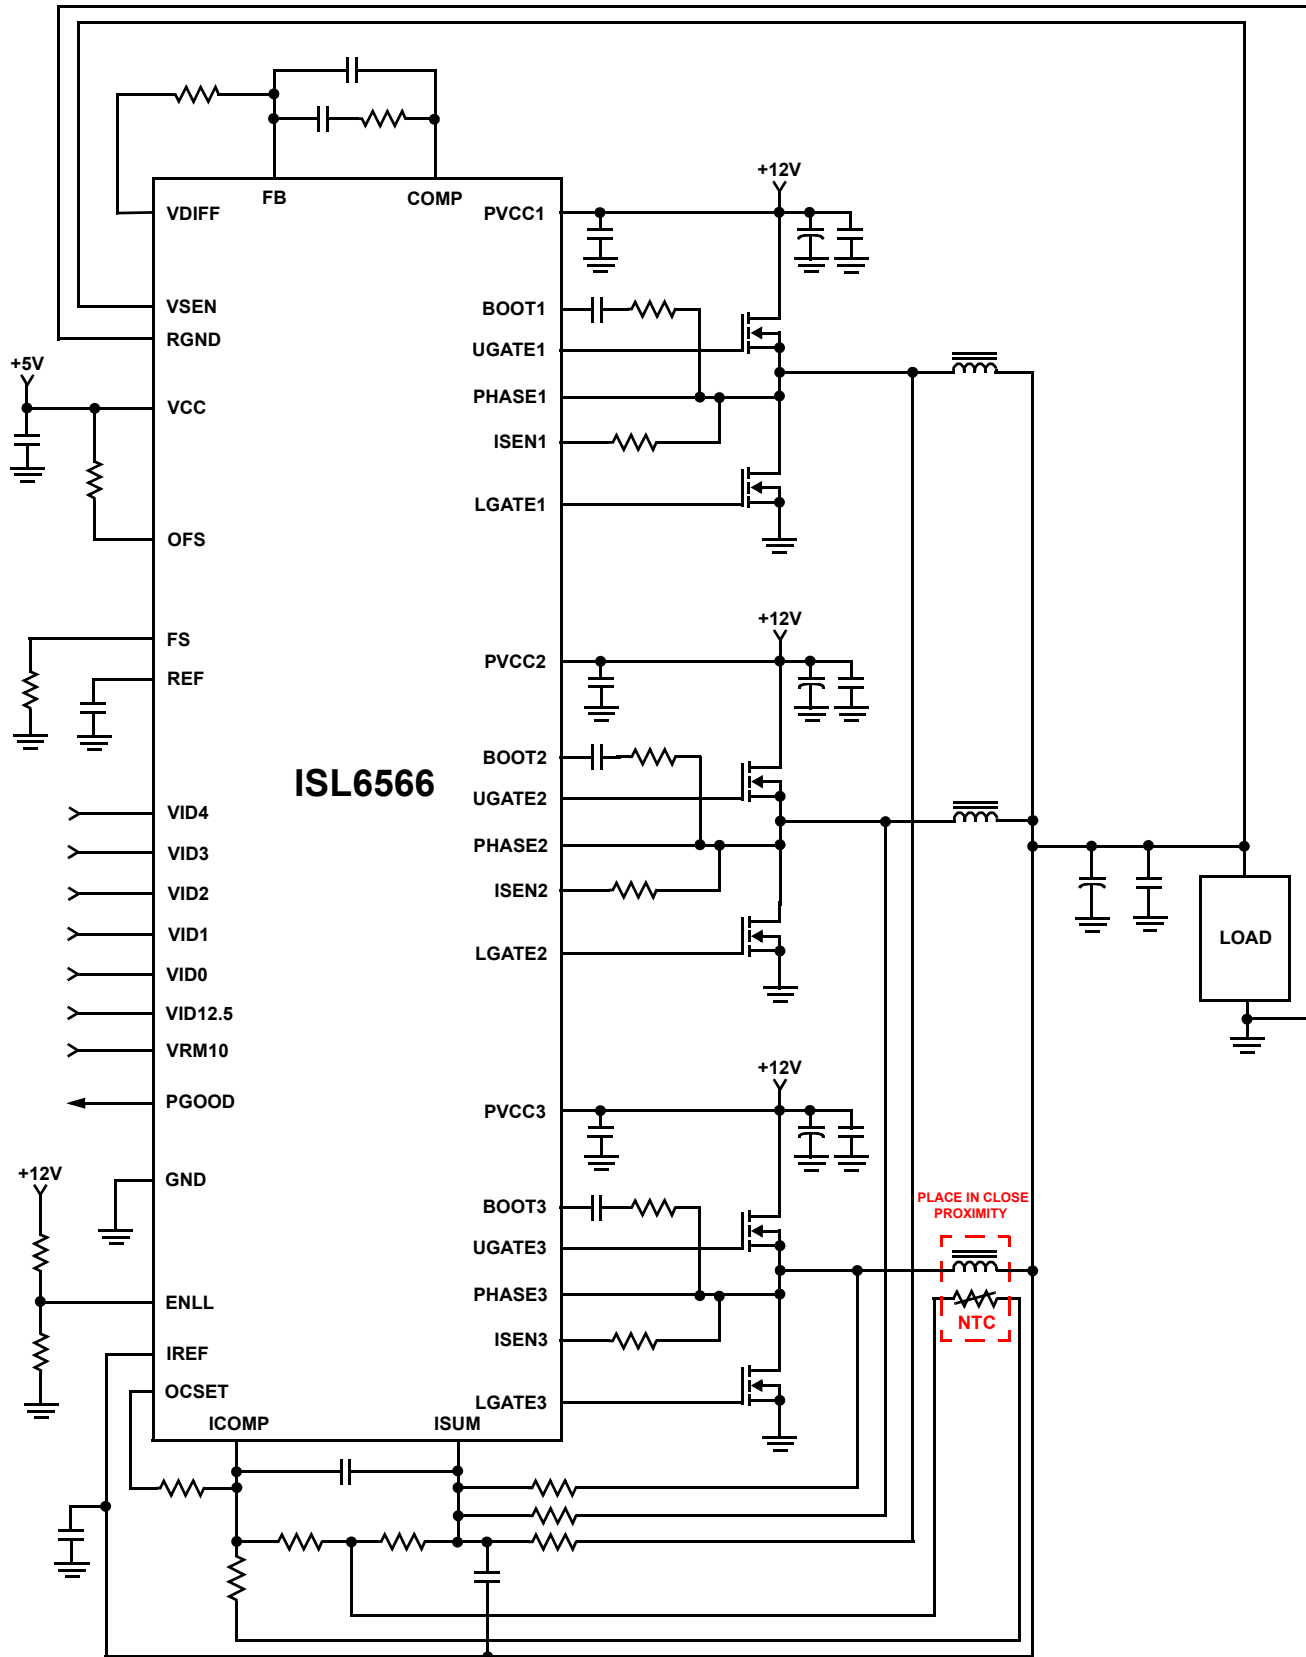 FB
COMP
VDIFF
VSEN
RGND
+5V
VCC
OFS
FS
REF
ISL6566
VID4
VID3
VID2
VID1
VID0
VID12.5
VRM10
PGOOD
+12V
GND
ENLL
IREF
OCSET
ICOMP
ISUM
+12V
PVCC1
BOOT1
UGATE1
PHASE1
ISEN1
LGATE1
+12V
PVCC2
BOOT2
UGATE2
PHASE2
ISEN2
LGATE2
+12V
PVCC3
BOOT3
UGATE3
PHASE3
ISEN3
LGATE3
PLACE IN CLOSE
PROXIMITY
NTC
LOAD